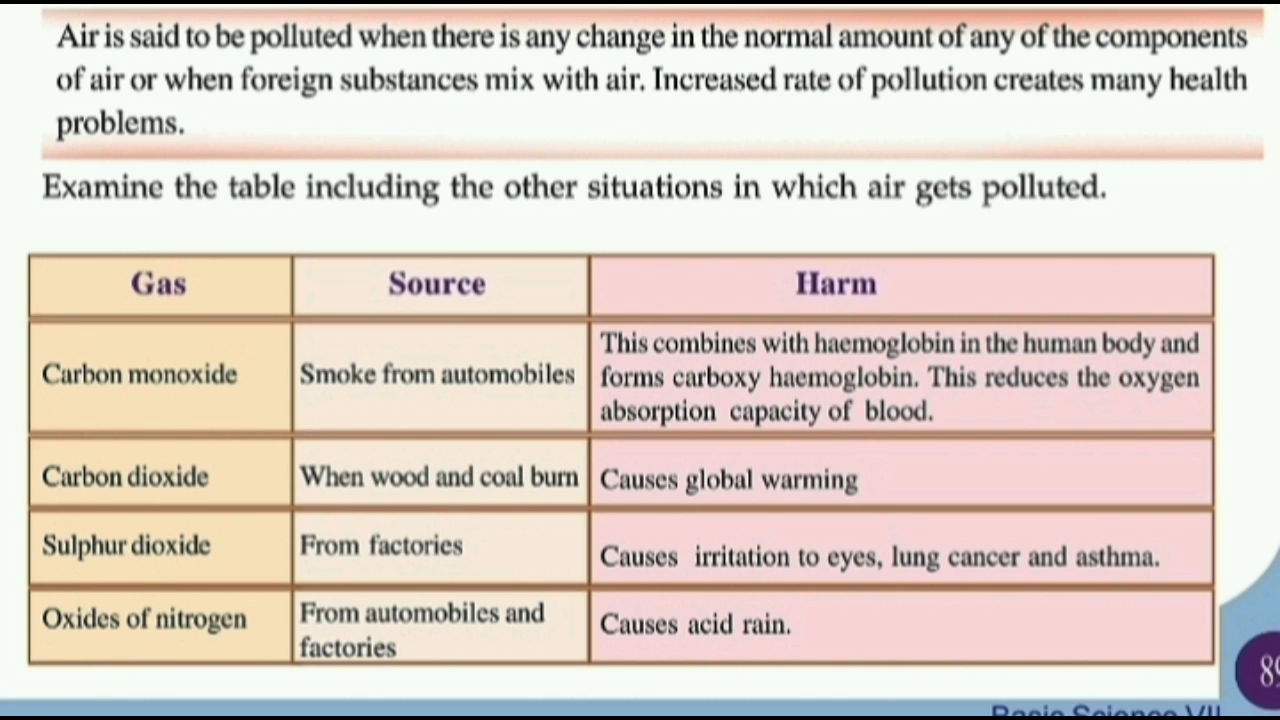 Air is said to be polluted when there is any change in the normal amount of any of the components
of air or when foreign substances mix with air. Increased rate of pollution creates many health
problems.
Examine the table including the other situations in which air gets polluted.
Gas Source Harm
Carbon monoxide
Smoke from automobiles
This combines with haemoglobin in the human body and
forms carboxy haemoglobin. This reduces the oxygen
absorption capacity of blood.
Carbon dioxide
When wood and coal burn
Causes global warming
Sulphur dioxide
From factories
Causes irritation to eyes, lung cancer and asthma.
Oxides of nitrogen
From automobiles and
factories
Causes acid rain.
Basic Science VII